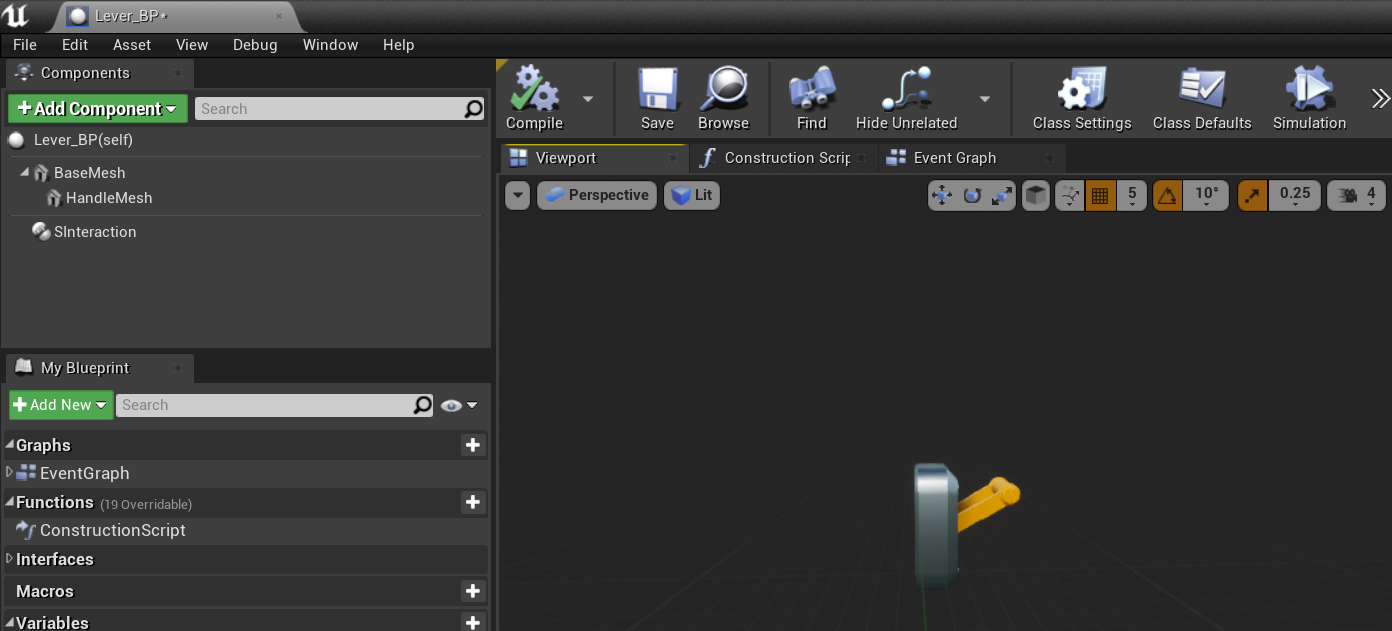 Lever_BP*
File Edit Asset View Debug Window Help
Components
Add Component
Search
Lever_BP(self)
BaseMesh
HandleMesh
SInteraction
My Blueprint
Add New
Search
Graphs
EventGraph
Functions (19 Overridable)
ConstructionScript
Interfaces
Macros
Variables
Compile Save Browse Find Hide Unrelated Class Settings Class Defaults Simulation
Viewport Construction Scrip Event Graph
Perspective Lit 5 10° 0.25 4